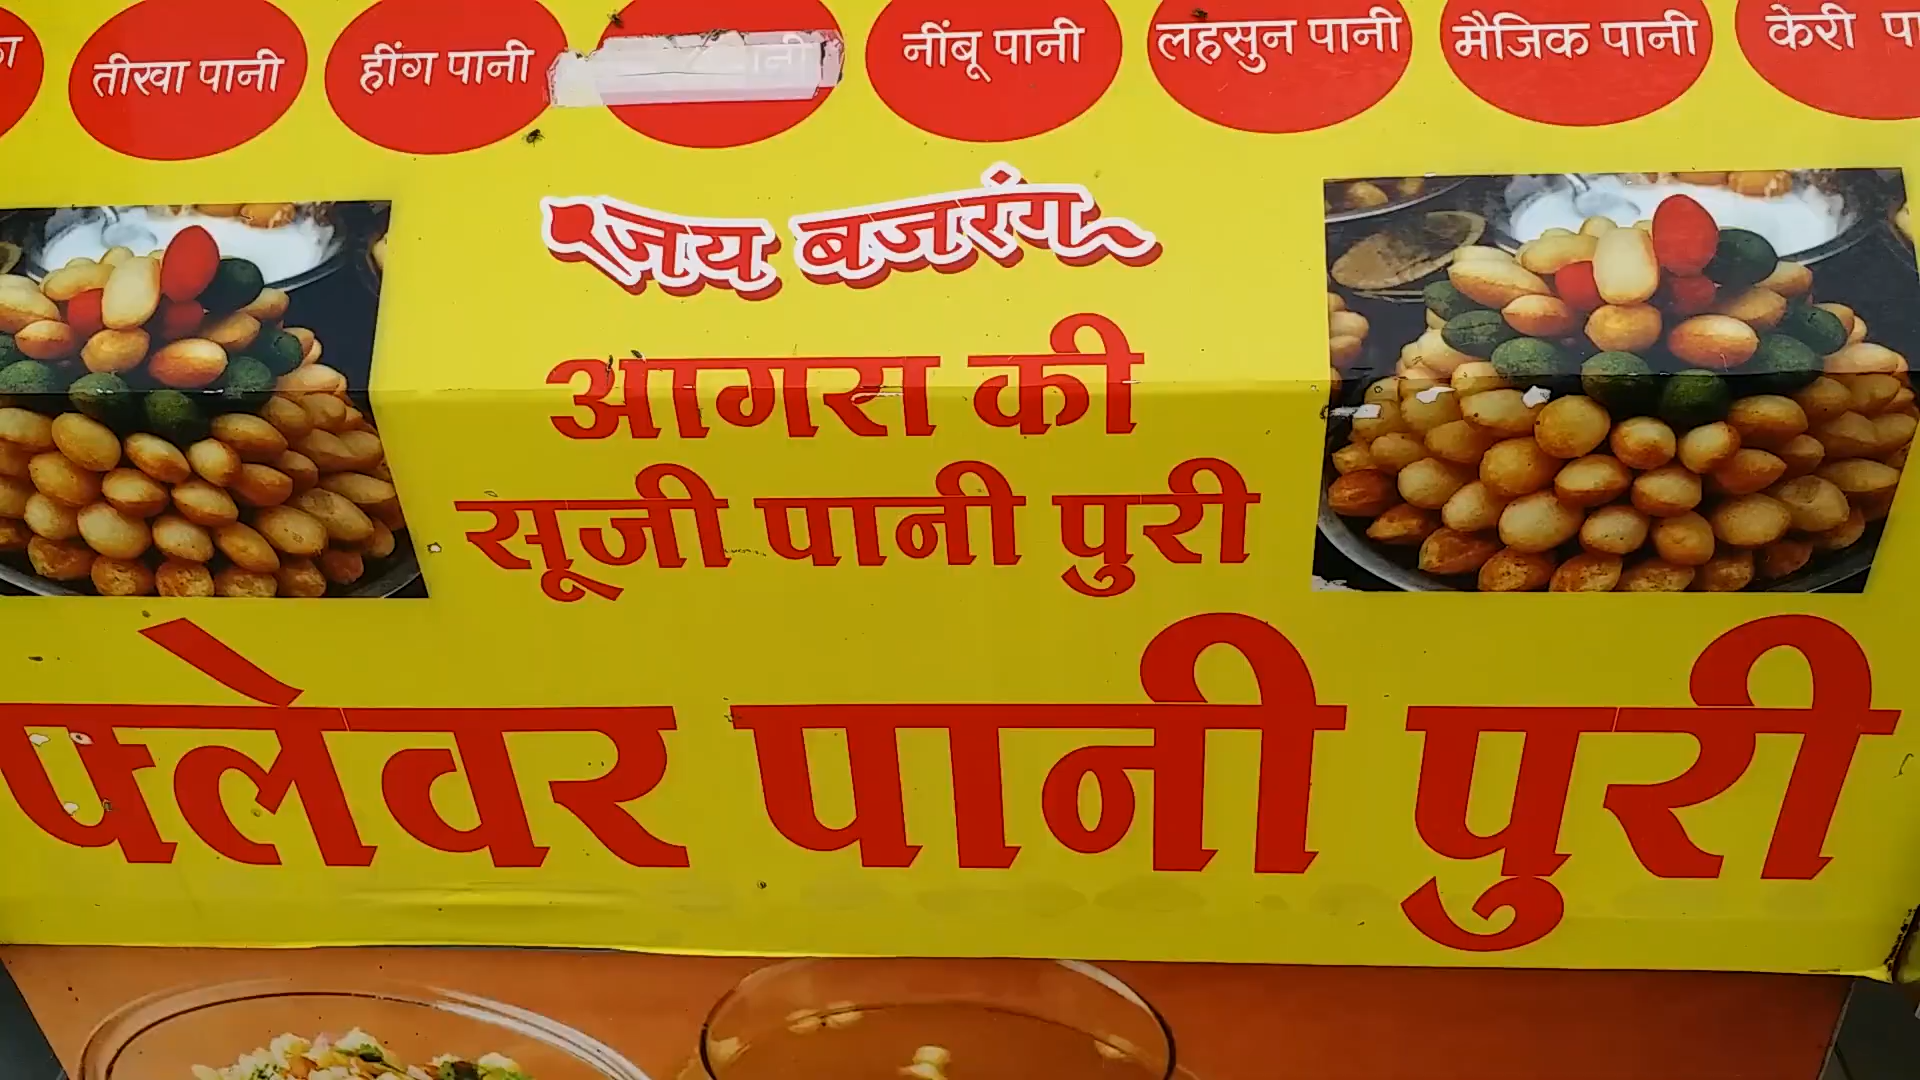 तीखा पानी हींग पानी नींबू पानी लहसुन पानी मैजिक पानी केरी
जय बजरंग
आगरा की
सूजी पानी पुरी
फ्लेवर पानी पुरी